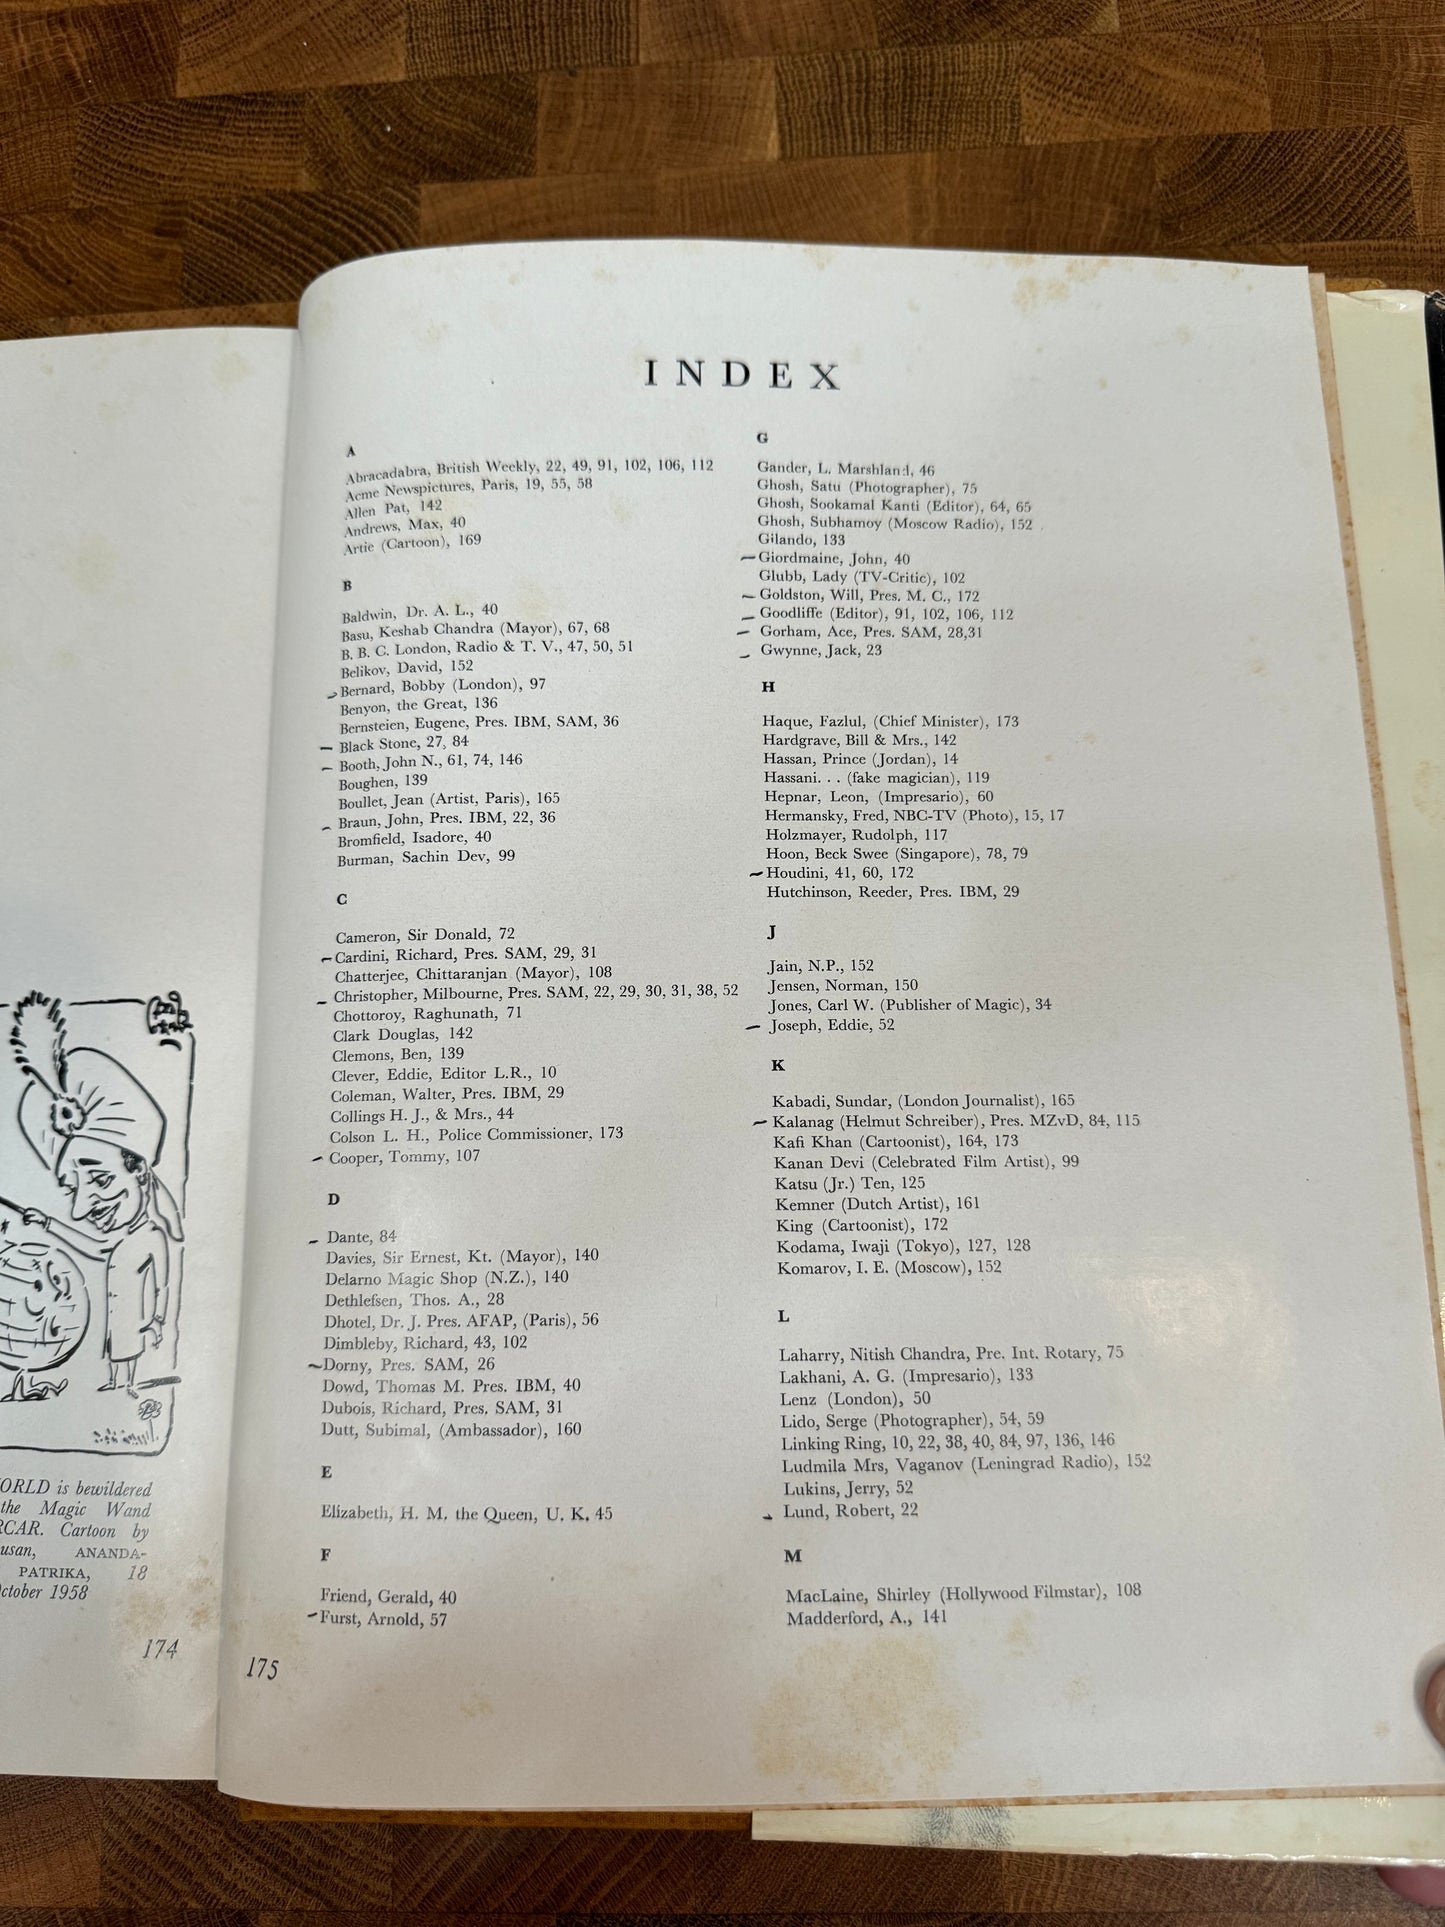 ORLD is bewildered
the Magic Wand
RCAR. Cartoon by
usan, ANANDA-
PATRIKA, 18
ctober 1958
174
INDEX
A
Abracadabra, British Weekly, 22, 49, 91, 102, 106, 112
Acme Newspictures, Paris, 19, 55, 58
Allen Pat, 142
Andrews, Max, 40
Artie (Cartoon), 169
B
Baldwin, Dr. A. L., 40
Basu, Keshab Chandra (Mayor), 67, 68
B. B. C. London, Radio & T. V., 47, 50, 51
Belikov, David, 152
Bernard, Bobby (London), 97
Benyon, the Great, 136
Bernsteien, Eugene, Pres. IBM, SAM, 36
Black Stone, 27, 84
Booth, John N., 61, 74, 146
Boughen, 139
Boullet, Jean (Artist, Paris), 165
Braun, John, Pres. IBM, 22, 36
Bromfield, Isadore, 40
Burman, Sachin Dev, 99
C
Cameron, Sir Donald, 72
Cardini, Richard, Pres. SAM, 29, 31
Chatterjee, Chittaranjan (Mayor), 108
Christopher, Milbourne, Pres. SAM, 22, 29, 30, 31, 38, 52
Chottoroy, Raghunath, 71
Clark Douglas, 142
Clemons, Ben, 139
Clever, Eddie, Editor L.R., 10
Coleman, Walter, Pres. IBM, 29
Collings H. J., & Mrs., 44
Colson L. H., Police Commissioner, 173
Cooper, Tommy, 107
D
Dante, 84
Davies, Sir Ernest, Kt. (Mayor), 140
Delarno Magic Shop (N.Z.), 140
Dethlefsen, Thos. A., 28
Dhotel, Dr. J. Pres. AFAP, (Paris), 56
Dimbleby, Richard, 43, 102
Dorny, Pres. SAM, 26
Dowd, Thomas M. Pres. IBM, 40
Dubois, Richard, Pres. SAM, 31
Dutt, Subimal, (Ambassador), 160
E
Elizabeth, H. M. the Queen, U. K. 45
F
Friend, Gerald, 40
Furst, Arnold, 57
175
G
Gander, L. Marshland, 46
Ghosh, Satu (Photographer), 75
Ghosh, Sookamal Kanti (Editor), 64, 65
Ghosh, Subhamoy (Moscow Radio), 152
Gilando, 133
Giordmaine, John, 40
Glubb, Lady (TV-Critic), 102
Goldston, Will, Pres. M. C., 172
Goodliffe (Editor), 91, 102, 106, 112
Gorham, Ace, Pres. SAM, 28,31
Gwynne, Jack, 23
H
Haque, Fazlul, (Chief Minister), 173
Hardgrave, Bill & Mrs., 142
Hassan, Prince (Jordan), 14
Hassani. . . (fake magician), 119
Hepnar, Leon, (Impresario), 60
Hermansky, Fred, NBC-TV (Photo), 15, 17
Holzmayer, Rudolph, 117
Hoon, Beck Swee (Singapore), 78, 79
Houdini, 41, 60, 172
Hutchinson, Reeder, Pres. IBM, 29
J
Jain, N.P., 152
Jensen, Norman, 150
Jones, Carl W. (Publisher of Magic), 34
Joseph, Eddie, 52
K
Kabadi, Sundar, (London Journalist), 165
Kalanag (Helmut Schreiber), Pres. MZvD, 84, 115
Kafi Khan (Cartoonist), 164, 173
Kanan Devi (Celebrated Film Artist), 99
Katsu (Jr.) Ten, 125
Kemner (Dutch Artist), 161
King (Cartoonist), 172
Kodama, Iwaji (Tokyo), 127, 128
Komarov, I. E. (Moscow), 152
L
Laharry, Nitish Chandra, Pre. Int. Rotary, 75
Lakhani, A. G. (Impresario), 133
Lenz (London), 50
Lido, Serge (Photographer), 54, 59
Linking Ring, 10, 22, 38, 40, 84, 97, 136, 146
Ludmila Mrs, Vaganov (Leningrad Radio), 152
Lukins, Jerry, 52
Lund, Robert, 22
M
MacLaine, Shirley (Hollywood Filmstar), 108
Madderford, A., 141